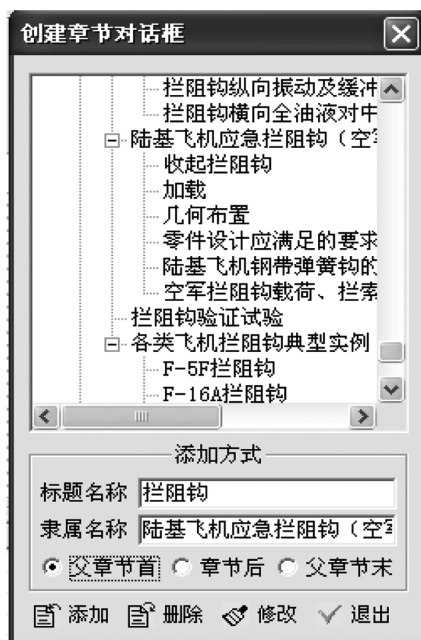 创建章节对话框
拦阻钩纵向振动及缓冲
拦阻钩横向全油液对中
陆基飞机应急拦阻钩（空
收起拦阻钩
加载
几何布置
零件设计应满足的要求
陆基飞机钢带弹簧钩的
空军拦阻钩载荷、拦索
拦阻钩验证试验
各类飞机拦阻钩典型实例
F-5F拦阻钩
F-16A拦阻钩
添加方式
标题名称 拦阻钩
隶属名称 陆基飞机应急拦阻钩（空
父章节首 章节后 父章节末
添加 删除 修改 退出